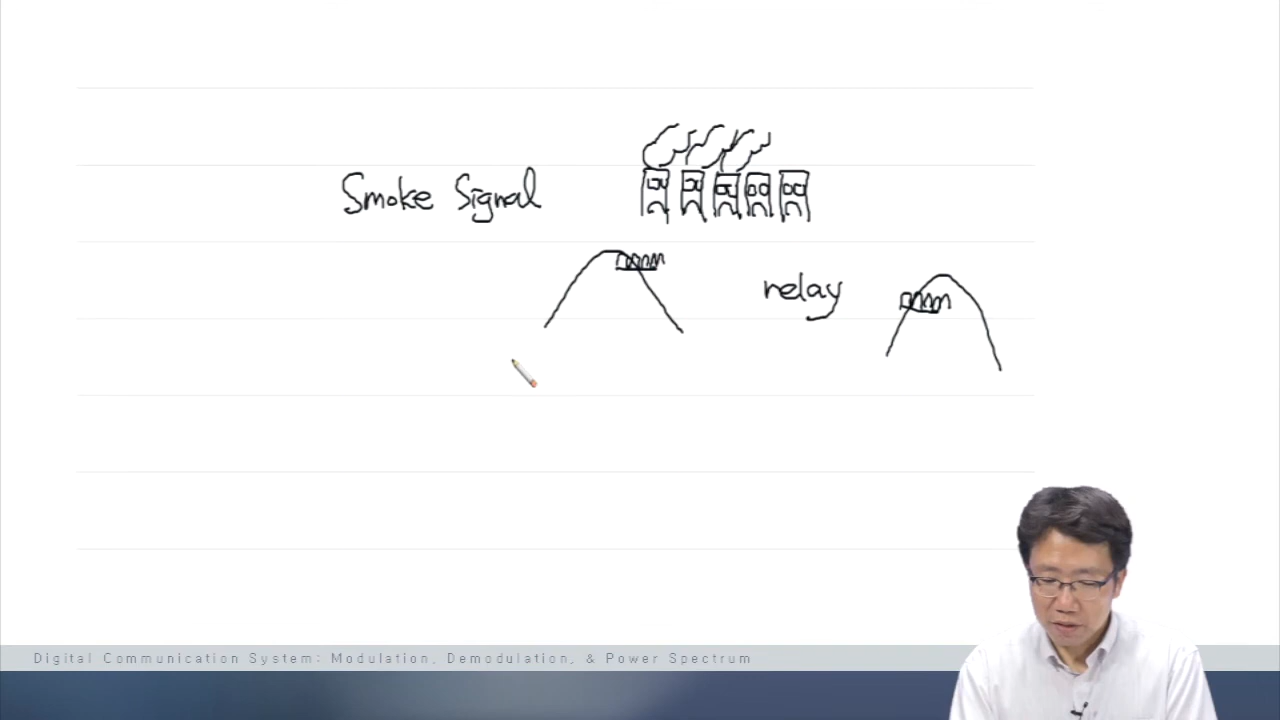 Smoke Signal
relay
Digital Communication System: Modulation, Demodulation, & Power Spectrum